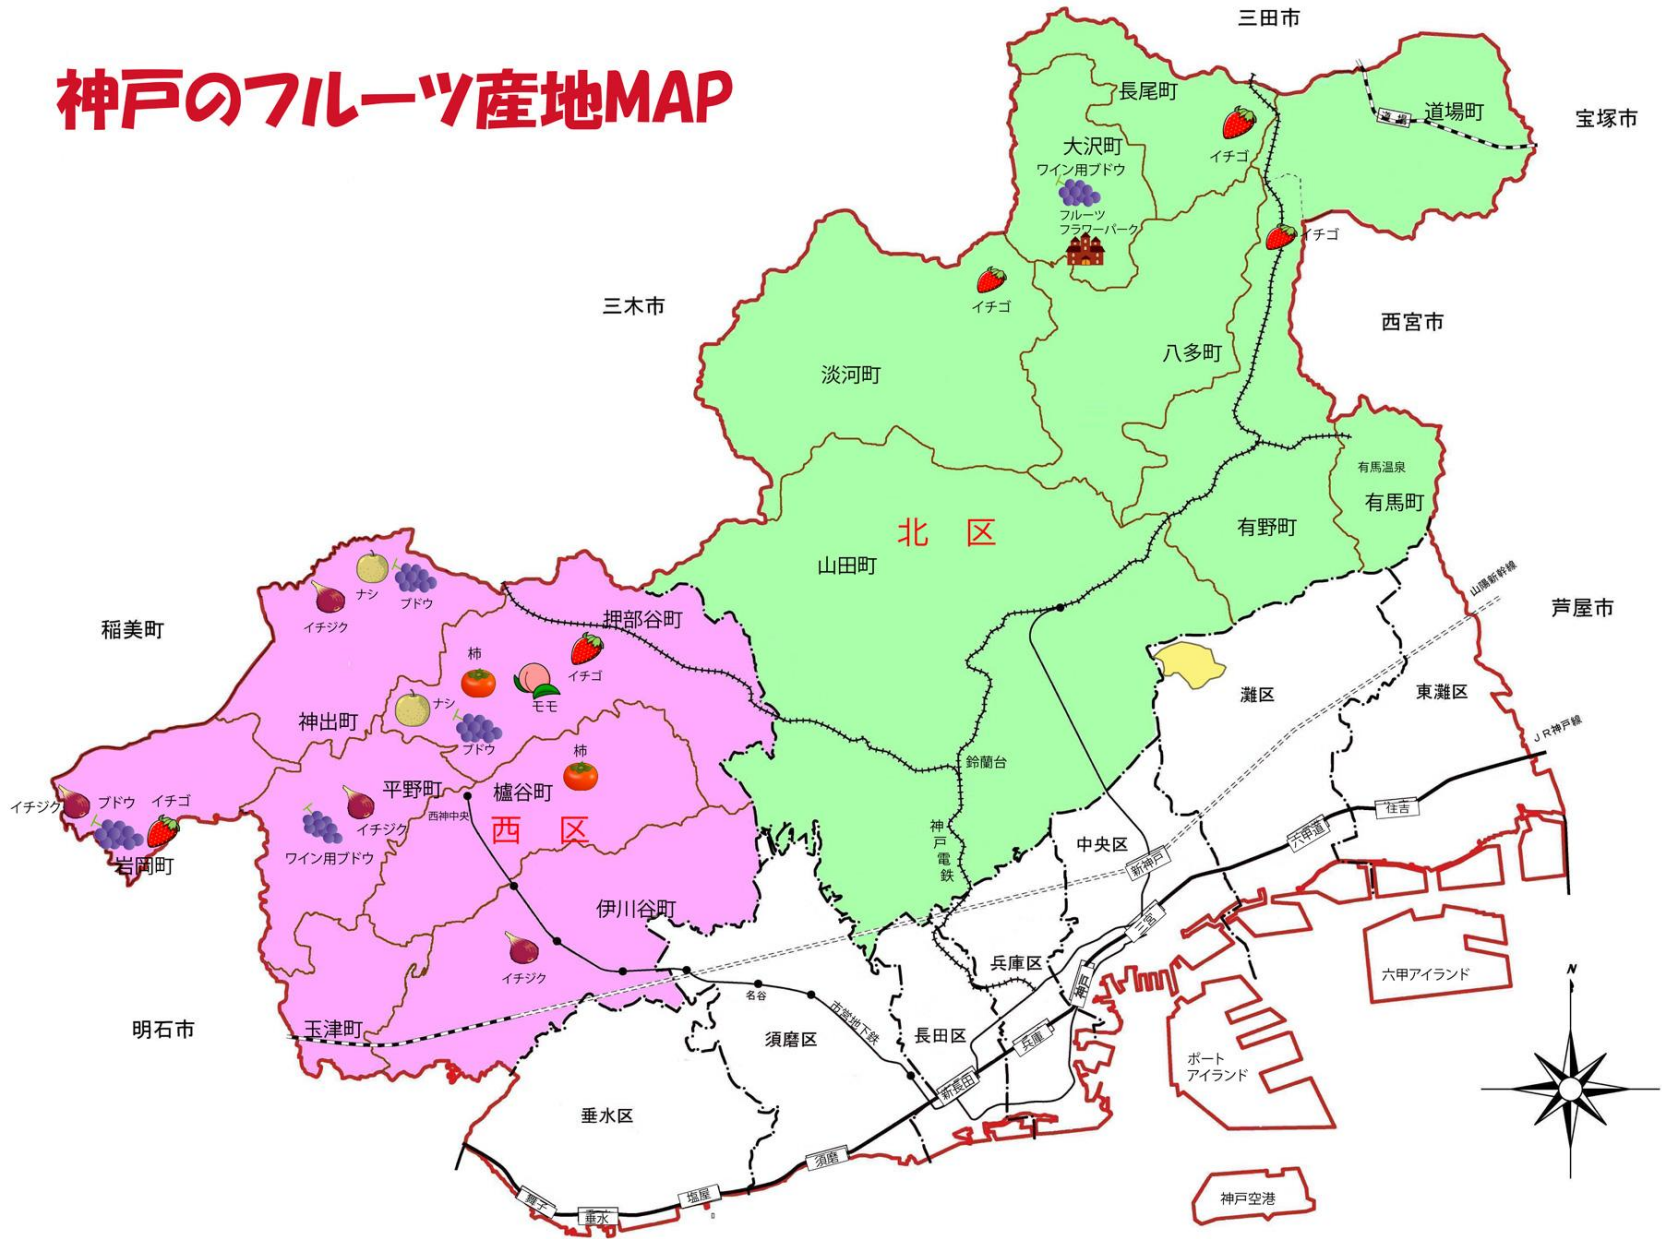 神戸のフルーツ産地MAP
三田市
宝塚市
長尾町
イチゴ
道場
道場町
大沢町
ワイン用ブドウ
フルーツ
フラワーパーク
イチゴ
イチゴ
三木市
西宮市
淡河町
八多町
有馬温泉
有馬町
有野町
北 区
山田町
芦屋市
山陽新幹線
稲美町
ナシ
ブドウ
イチジク
押部谷町
柿
イチゴ
モモ
ナシ
ブドウ
神出町
灘区
東灘区
JR神戸線
柿
鈴蘭台
平野町
櫨谷町
イチジク
ブドウ
イチゴ
岩岡町
イチジク
ワイン用ブドウ
西神中央
西 区
神戸電鉄
中央区
新神戸
六甲道
住吉
伊川谷町
イチジク
三宮
兵庫区
神戸
六甲アイランド
N
明石市
玉津町
名谷
市営地下鉄
須磨区
長田区
兵庫
ポート
アイランド
新長田
垂水区
須磨
塩屋
舞子
垂水
神戸空港